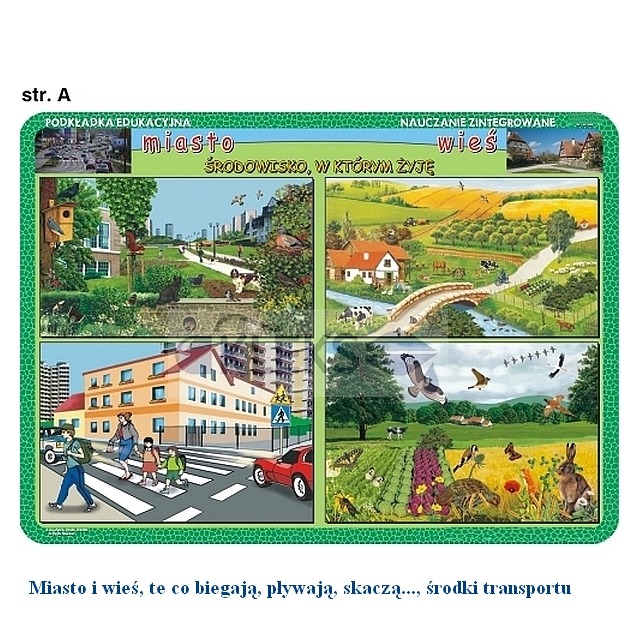 str. A
PODKŁADKA EDUKACYJNA NAUCZANIE ZINTEGROWANE
miasto wieś
ŚRODOWISKO, W KTÓRYM ŻYJĘ
Miasto i wieś, te co biegają, pływają, skaczą..., środki transportu